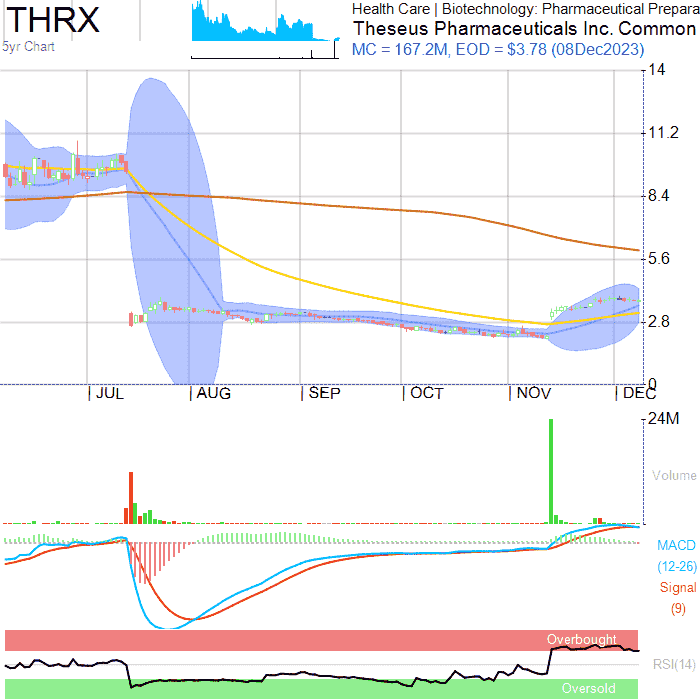 THRX
5yr Chart
Health Care | Biotechnology: Pharmaceutical Prepara
Theseus Pharmaceuticals Inc. Common
MC = 167.2M, EOD = $3.78 (08Dec2023)
14
11.2
8.4
5.6
2.8
0
JUL AUG SEP OCT NOV DEC
24M
Volume
MACD
(12-26)
Signal
(9)
Overbought
RSI(14)
Oversold